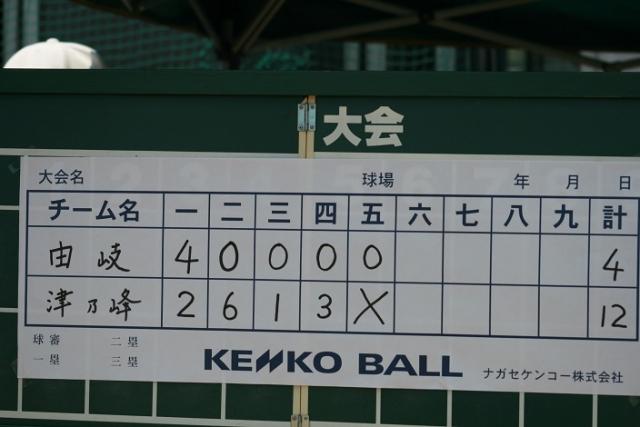 大会
大会名 球場 年 月 日
チーム名 一 二 三 四 五 六 七 八 九 計
由岐 4 0 0 0 0 4
津乃峰 2 6 1 3 X 12
球審 二塁
一塁 三塁
KENKO BALL ナガセケンコー株式会社